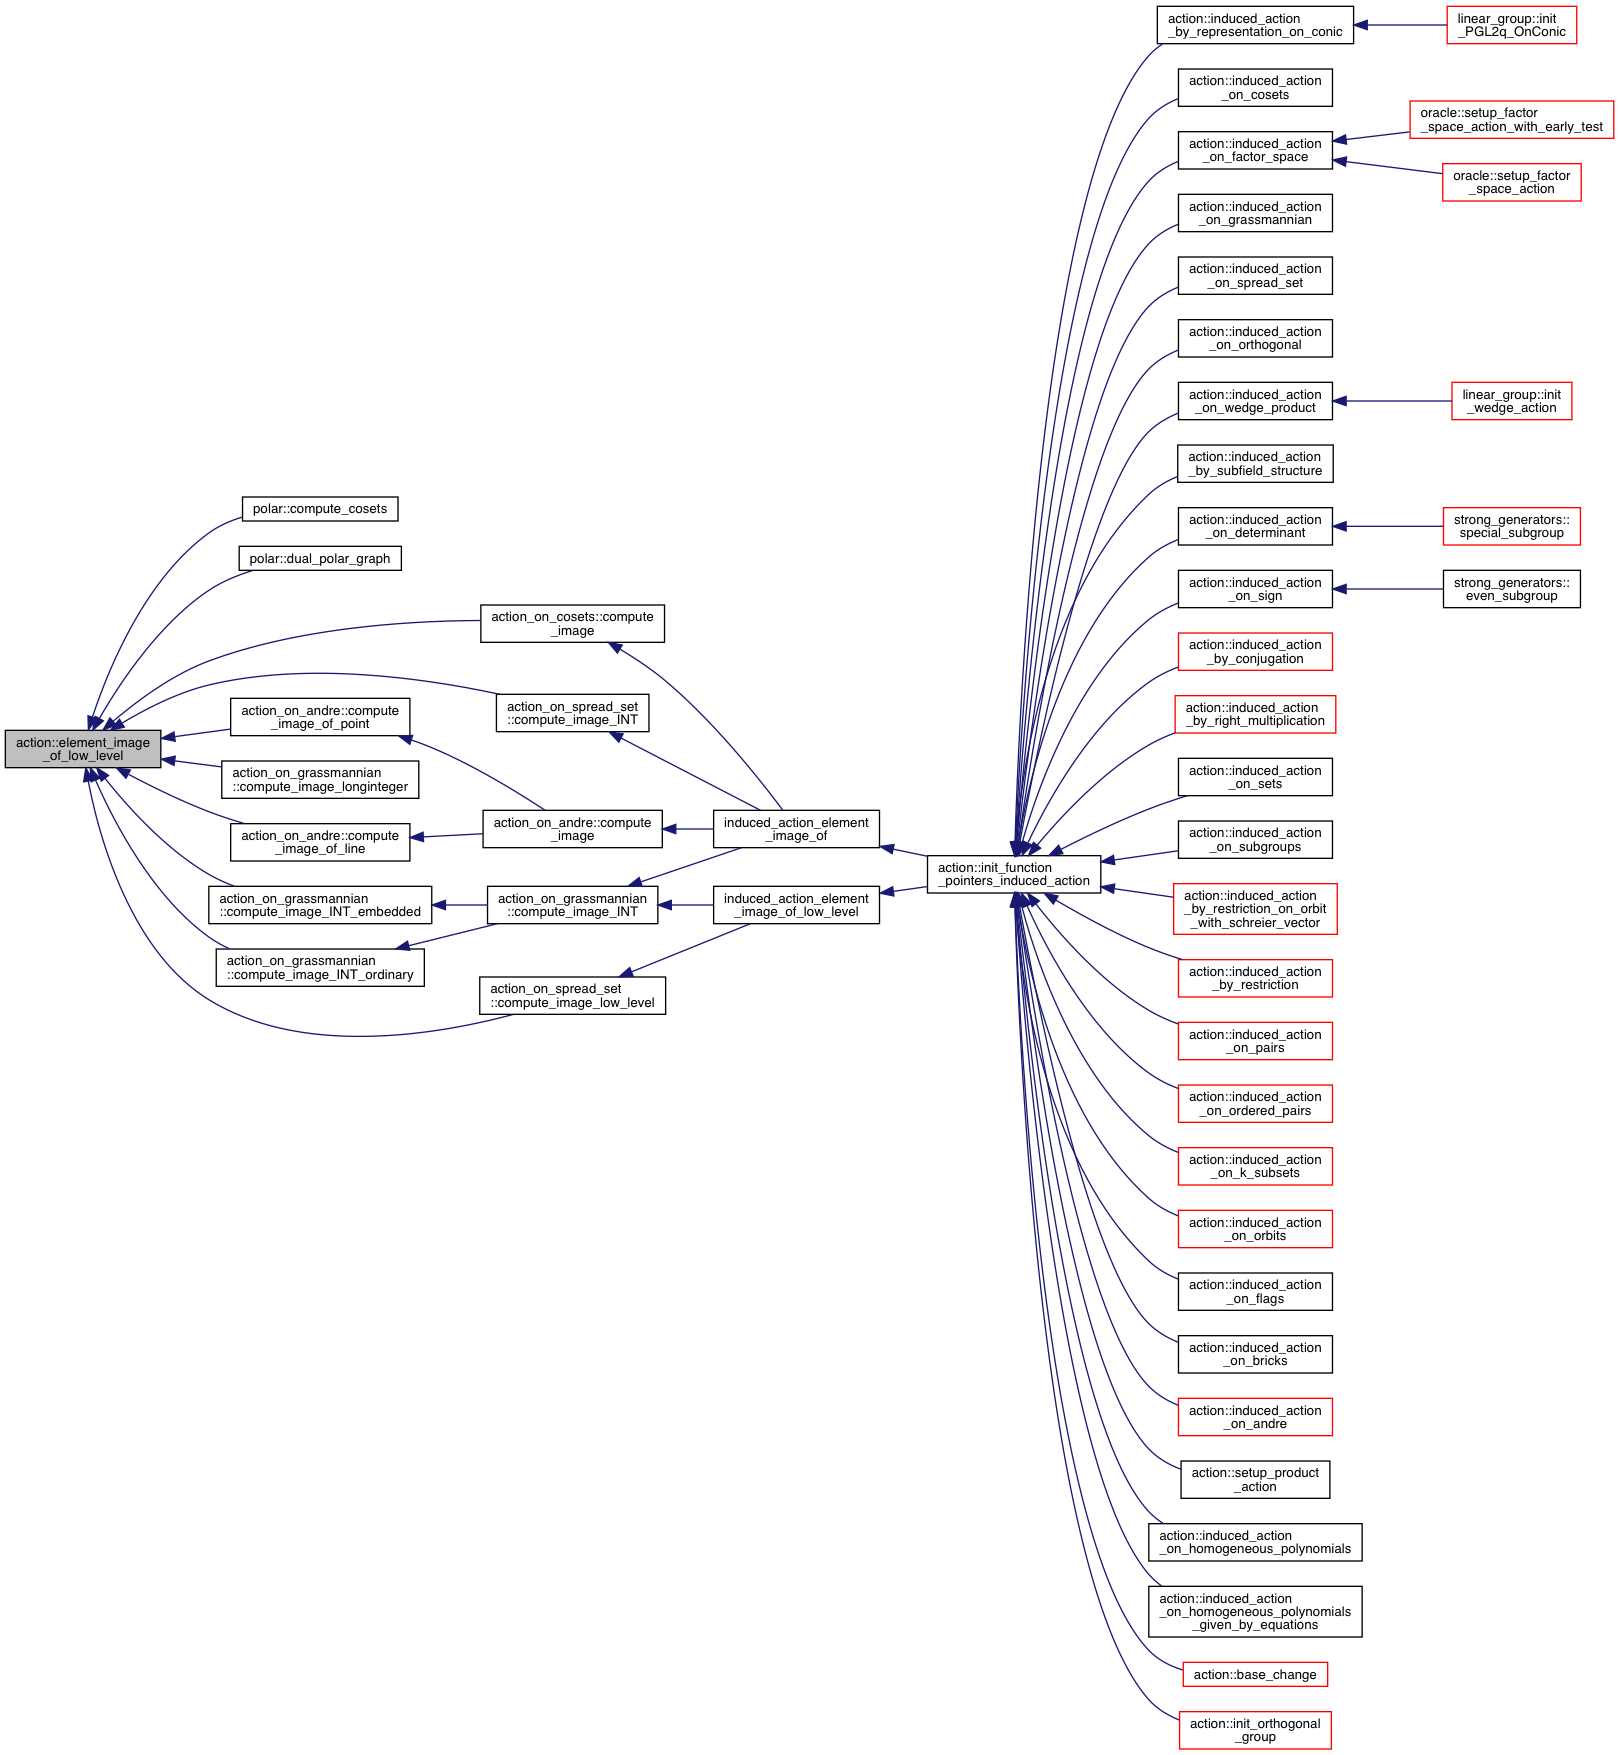 action::element_image
_of_low_level
polar::compute_cosets
polar::dual_polar_graph
action_on_cosets::compute
_image
action_on_spread_set
::compute_image_INT
action_on_andre::compute
_image_of_point
action_on_grassmannian
::compute_image_longinteger
action_on_andre::compute
_image_of_line
action_on_andre::compute
_image
action_on_grassmannian
::compute_image_INT_embedded
action_on_grassmannian
::compute_image_INT
action_on_grassmannian
::compute_image_INT_ordinary
action_on_spread_set
::compute_image_low_level
induced_action_element
_image_of
induced_action_element
_image_of_low_level
action::init_function
_pointers_induced_action
action::induced_action
_by_representation_on_conic
linear_group::init
_PGL2q_OnConic
action::induced_action
_on_cosets
action::induced_action
_on_factor_space
oracle::setup_factor
_space_action_with_early_test
oracle::setup_factor
_space_action
action::induced_action
_on_grassmannian
action::induced_action
_on_spread_set
action::induced_action
_on_orthogonal
action::induced_action
_on_wedge_product
linear_group::init
_wedge_action
action::induced_action
_by_subfield_structure
action::induced_action
_on_determinant
strong_generators::
special_subgroup
action::induced_action
_on_sign
strong_generators::
even_subgroup
action::induced_action
_by_conjugation
action::induced_action
_by_right_multiplication
action::induced_action
_on_sets
action::induced_action
_on_subgroups
action::induced_action
_by_restriction_on_orbit
_with_schreier_vector
action::induced_action
_by_restriction
action::induced_action
_on_pairs
action::induced_action
_on_ordered_pairs
action::induced_action
_on_k_subsets
action::induced_action
_on_orbits
action::induced_action
_on_flags
action::induced_action
_on_bricks
action::induced_action
_on_andre
action::setup_product
_action
action::induced_action
_on_homogeneous_polynomials
action::induced_action
_on_homogeneous_polynomials
_given_by_equations
action::base_change
action::init_orthogonal
_group